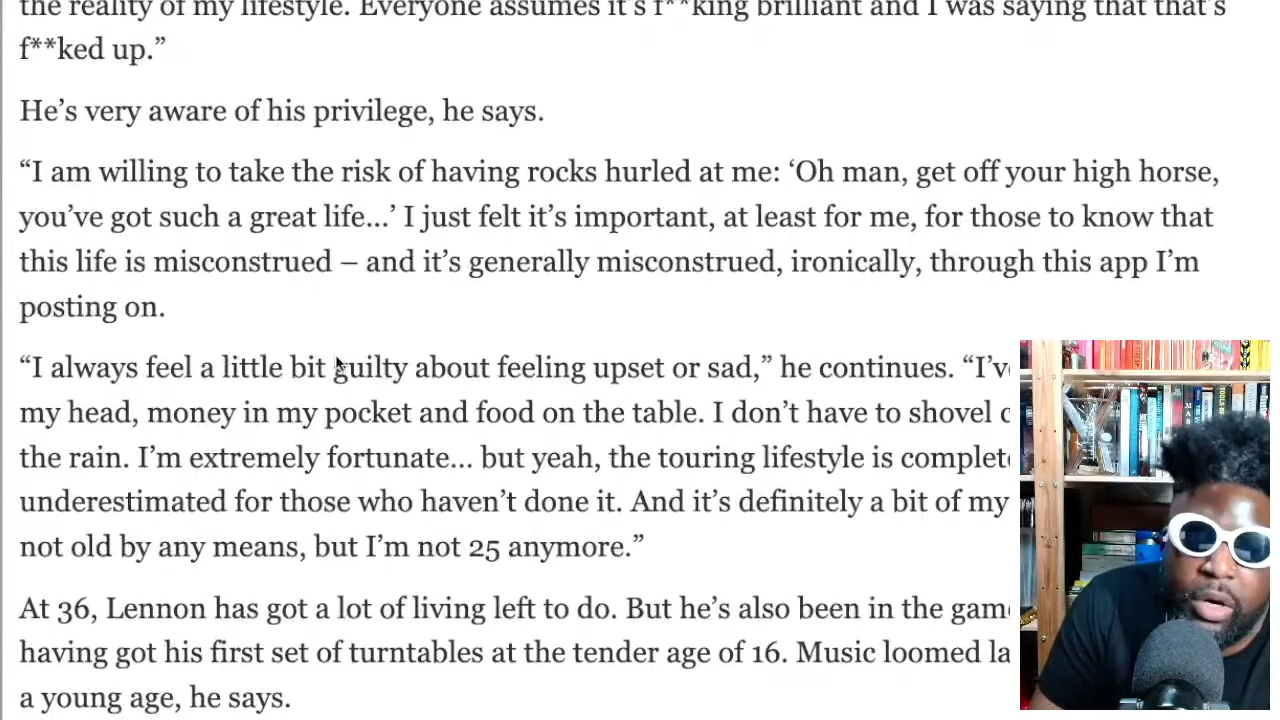 the reality of my lifestyle. Everyone assumes it's f**king brilliant and I was saying that that's
f**ked up.”
He’s very aware of his privilege, he says.
“I am willing to take the risk of having rocks hurled at me: ‘Oh man, get off your high horse,
you’ve got such a great life...’ I just felt it’s important, at least for me, for those to know that
this life is misconstrued – and it’s generally misconstrued, ironically, through this app I’m
posting on.
“I always feel a little bit guilty about feeling upset or sad,” he continues. “I’v
my head, money in my pocket and food on the table. I don’t have to shovel c
the rain. I’m extremely fortunate... but yeah, the touring lifestyle is complet
underestimated for those who haven’t done it. And it’s definitely a bit of my
not old by any means, but I’m not 25 anymore.”
At 36, Lennon has got a lot of living left to do. But he’s also been in the gam
having got his first set of turntables at the tender age of 16. Music loomed la
a young age, he says.